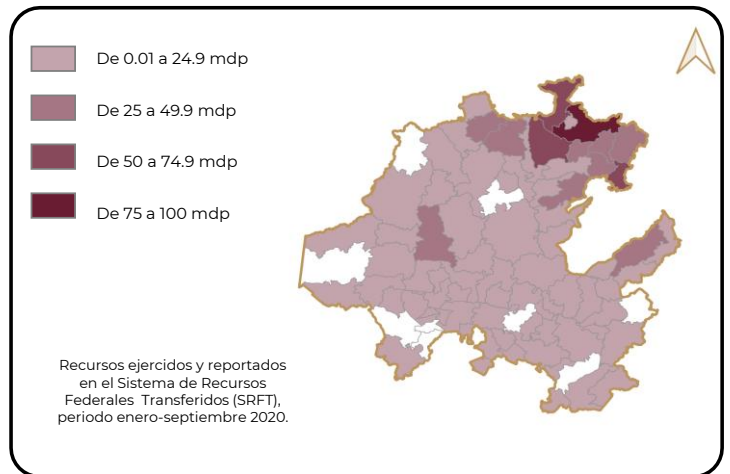 De 0.01 a 24.9 mdp
De 25 a 49.9 mdp
De 50 a 74.9 mdp
De 75 a 100 mdp
Recursos ejercidos y reportados
en el Sistema de Recursos
Federales Transferidos (SRFT),
periodo enero-septiembre 2020.